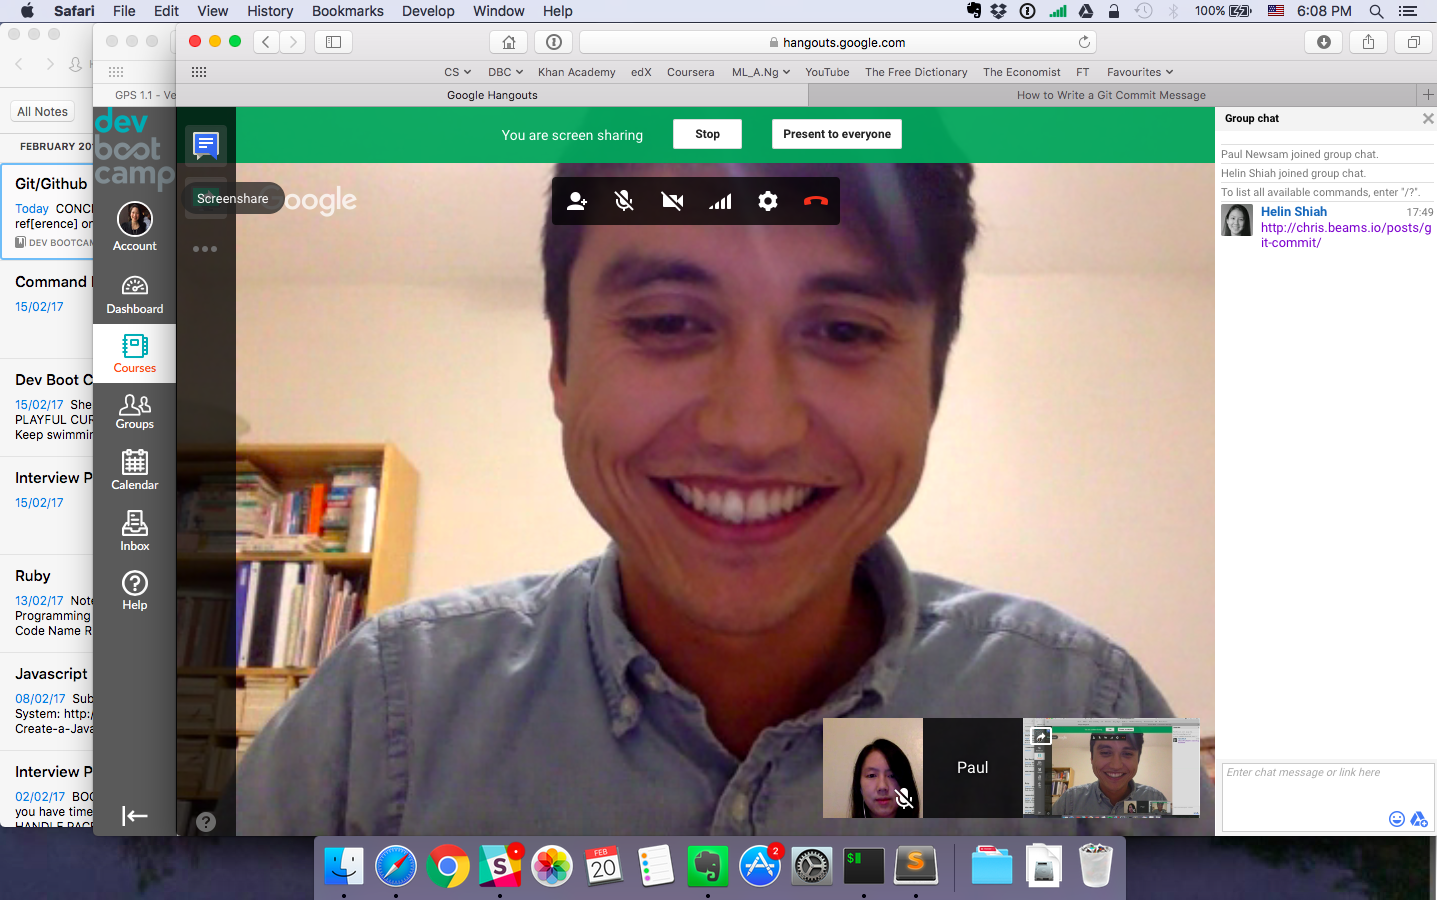 Safari File Edit View History Bookmarks Develop Window Help
100% 6:08 PM
hangouts.google.com
CS DBC Khan Academy edX Coursera ML_A.Ng YouTube The Free Dictionary The Economist FT Favourites
GPS 1.1 - Ve
Google Hangouts
How to Write a Git Commit Message
All Notes
FEBRUARY 201
Git/Github
Today CONC
ref[erence] or
DEV BOOTCAM
Command
15/02/17
Dev Boot C
15/02/17 She
PLAYFUL CUR
Keep swimmin
Interview P
15/02/17
Ruby
13/02/17 Note
Programming
Code Name R
Javascript
08/02/17 Sub
System: http:/
Create-a-Java
Interview P
02/02/17 BOO
you have time
HANDLE PAGE
dev
boot
camp
Account
Dashboard
Courses
Groups
Calendar
Inbox
Help
You are screen sharing
Stop
Present to everyone
Screenshare
oogle
Paul
Group chat
Paul Newsam joined group chat.
Helin Shiah joined group chat.
To list all available commands, enter "/?".
Helin Shiah 17:49
http://chris.beams.io/posts/g
it-commit/
Enter chat message or link here
FEB
20
2
$
S